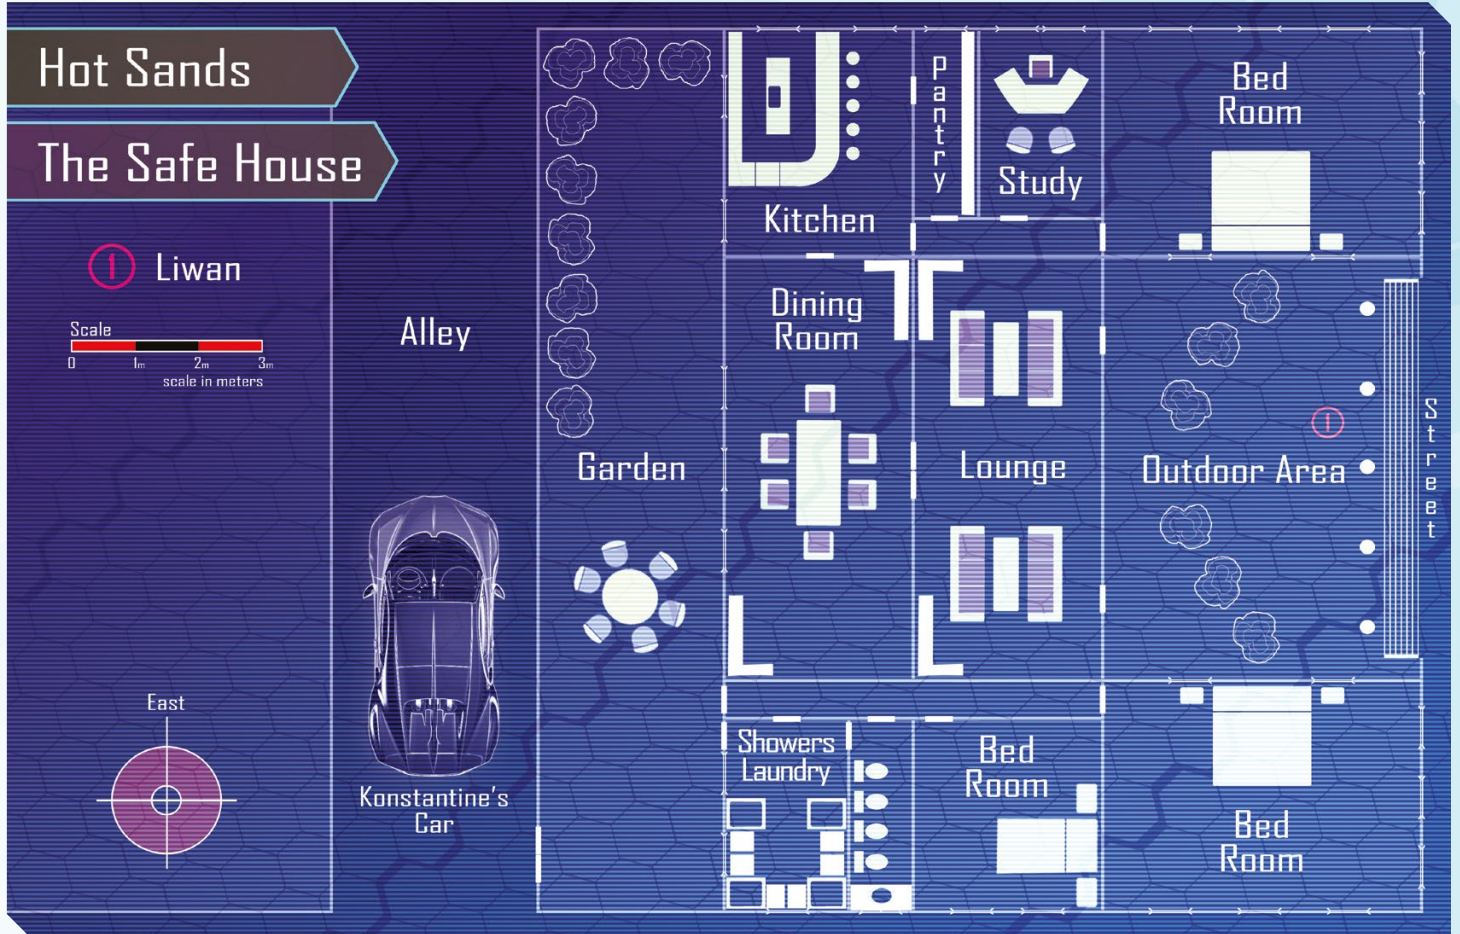 Hot Sands
The Safe House
1 Liwan
Scale
0 1m 2m 3m
scale in meters
East
Alley
Konstantine's
Car
Garden
Kitchen
Pantry
Study
Bed
Room
Dining
Room
Lounge
Outdoor Area
1
Street
Showers
Laundry
Bed
Room
Bed
Room